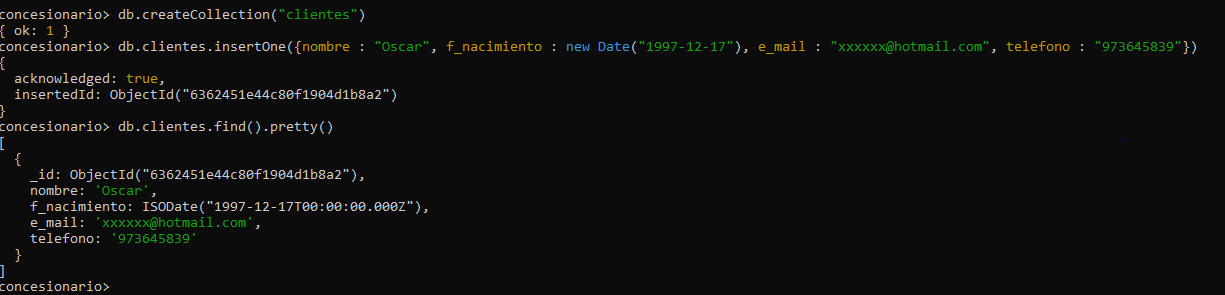 concesionario> db.createCollection("clientes")
{ ok: 1 }
concesionario> db.clientes.insertOne({nombre : "Oscar", f_nacimiento : new Date("1997-12-17"), e_mail : "xxxxxx@hotmail.com", telefono : "973645839"})
{
  acknowledged: true,
  insertedId: ObjectId("6362451e44c80f1904d1b8a2")
}
concesionario> db.clientes.find().pretty()
[
  {
    _id: ObjectId("6362451e44c80f1904d1b8a2"),
    nombre: 'Oscar',
    f_nacimiento: ISODate("1997-12-17T00:00:00.000Z"),
    e_mail: 'xxxxxx@hotmail.com',
    telefono: '973645839'
  }
]
concesionario>